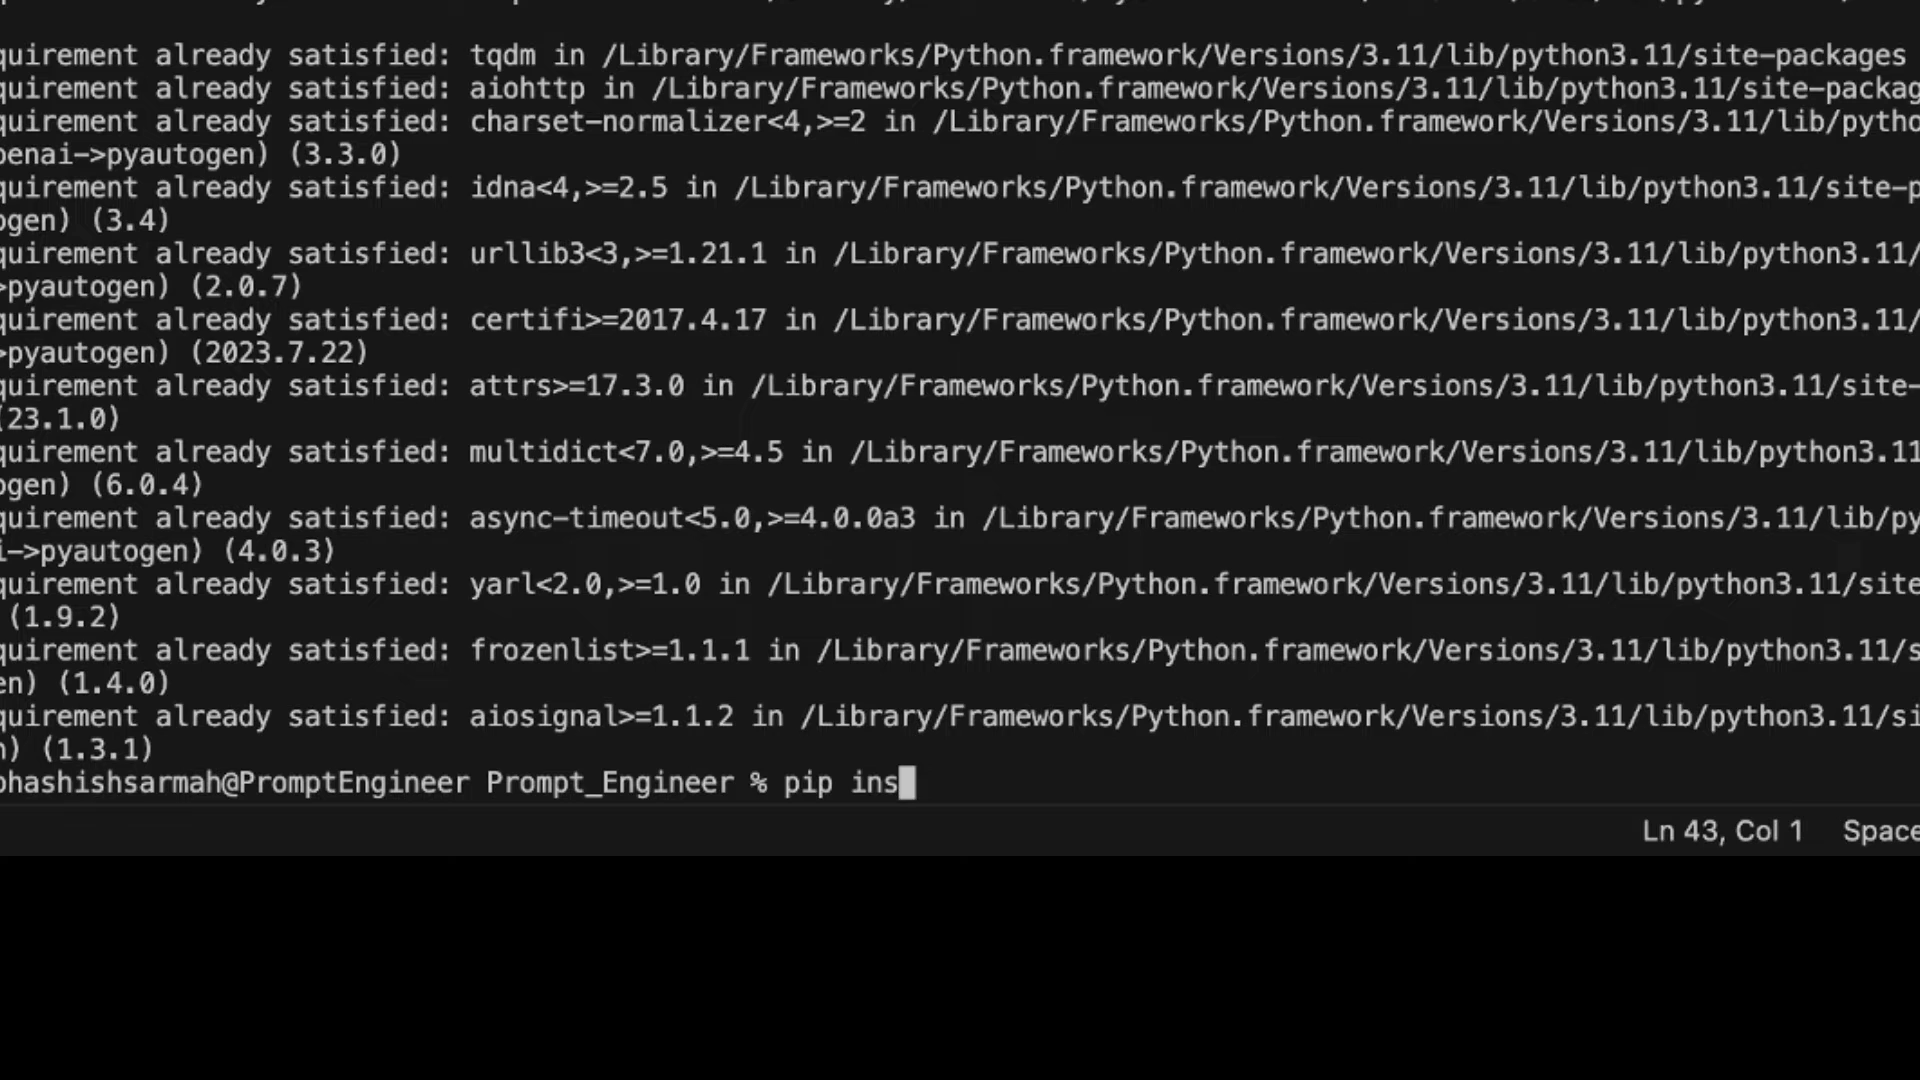 quirement already satisfied: tqdm in /Library/Frameworks/Python.framework/Versions/3.11/lib/python3.11/site-packages
quirement already satisfied: aiohttp in /Library/Frameworks/Python.framework/Versions/3.11/lib/python3.11/site-packag
quirement already satisfied: charset-normalizer<4,>=2 in /Library/Frameworks/Python.framework/Versions/3.11/lib/pytho
penai->pyautogen) (3.3.0)
quirement already satisfied: idna<4,>=2.5 in /Library/Frameworks/Python.framework/Versions/3.11/lib/python3.11/site-p
ogen) (3.4)
quirement already satisfied: urllib3<3,>=1.21.1 in /Library/Frameworks/Python.framework/Versions/3.11/lib/python3.11/
>pyautogen) (2.0.7)
quirement already satisfied: certifi>=2017.4.17 in /Library/Frameworks/Python.framework/Versions/3.11/lib/python3.11/
>pyautogen) (2023.7.22)
quirement already satisfied: attrs>=17.3.0 in /Library/Frameworks/Python.framework/Versions/3.11/lib/python3.11/site-
(23.1.0)
quirement already satisfied: multidict<7.0,>=4.5 in /Library/Frameworks/Python.framework/Versions/3.11/lib/python3.11
ogen) (6.0.4)
quirement already satisfied: async-timeout<5.0,>=4.0.0a3 in /Library/Frameworks/Python.framework/Versions/3.11/lib/py
i->pyautogen) (4.0.3)
quirement already satisfied: yarl<2.0,>=1.0 in /Library/Frameworks/Python.framework/Versions/3.11/lib/python3.11/site
(1.9.2)
quirement already satisfied: frozenlist>=1.1.1 in /Library/Frameworks/Python.framework/Versions/3.11/lib/python3.11/s
en) (1.4.0)
quirement already satisfied: aiosignal>=1.1.2 in /Library/Frameworks/Python.framework/Versions/3.11/lib/python3.11/si
n) (1.3.1)
bhashishsarmah@PromptEngineer Prompt_Engineer % pip ins
Ln 43, Col 1 Space